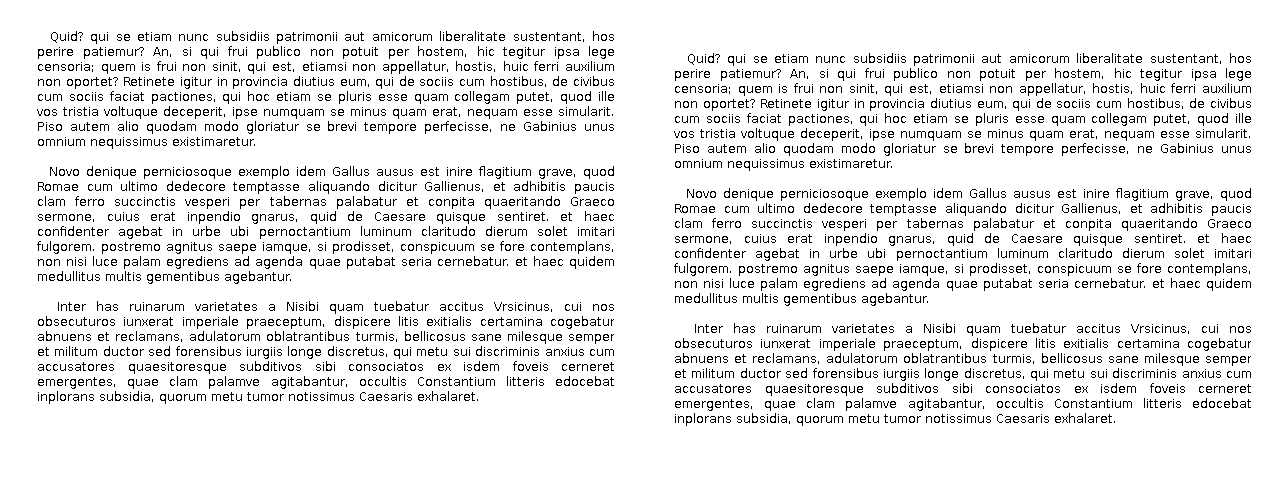 Quid? qui se etiam nunc subsidiis patrimonii aut amicorum liberalitate sustentant, hos
perire patiemur? An, si qui frui publico non potuit per hostem, hic tegitur ipsa lege
censoria; quem is frui non sinit, qui est, etiamsi non appellatur, hostis, huic ferri auxilium
non oportet? Retinete igitur in provincia diutius eum, qui de sociis cum hostibus, de civibus
cum sociis faciat pactiones, qui hoc etiam se pluris esse quam collegam putet, quod ille
vos tristia voltuque deceperit, ipse numquam se minus quam erat, nequam esse simularit.
Piso autem alio quodam modo gloriatur se brevi tempore perfecisse, ne Gabinius unus
omnium nequissimus existimaretur.
Novo denique perniciosoque exemplo idem Gallus ausus est inire flagitium grave, quod
Romae cum ultimo dedecore temptasse aliquando dicitur Gallienus, et adhibitis paucis
clam ferro succinctis vesperi per tabernas palabatur et conpita quaeritando Graeco
sermone, cuius erat inpendio gnarus, quid de Caesare quisque sentiret. et haec
confidenter agebat in urbe ubi pernoctantium luminum claritudo dierum solet imitari
fulgorem. postremo agnitus saepe iamque, si prodisset, conspicuum se fore contemplans,
non nisi luce palam egrediens ad agenda quae putabat seria cernebatur. et haec quidem
medullitus multis gementibus agebantur.
Inter has ruinarum varietates a Nisibi quam tuebatur accitus Vrsicinus, cui nos
obsecuturos iunxerat imperiale praeceptum, dispicere litis exitialis certamina cogebatur
abnuens et reclamans, adulatorum oblatrantibus turmis, bellicosus sane milesque semper
et militum ductor sed forensibus iurgiis longe discretus, qui metu sui discriminis anxius cum
accusatores quaesitoresque subditivos sibi consociatos ex isdem foveis cerneret
emergentes, quae clam palamve agitabantur, occultis Constantium litteris edocebat
inplorans subsidia, quorum metu tumor notissimus Caesaris exhalaret.
Quid? qui se etiam nunc subsidiis patrimonii aut amicorum liberalitate sustentant, hos
perire patiemur? An, si qui frui publico non potuit per hostem, hic tegitur ipsa lege
censoria; quem is frui non sinit, qui est, etiamsi non appellatur, hostis, huic ferri auxilium
non oportet? Retinete igitur in provincia diutius eum, qui de sociis cum hostibus, de civibus
cum sociis faciat pactiones, qui hoc etiam se pluris esse quam collegam putet, quod ille
vos tristia voltuque deceperit, ipse numquam se minus quam erat, nequam esse simularit.
Piso autem alio quodam modo gloriatur se brevi tempore perfecisse, ne Gabinius unus
omnium nequissimus existimaretur.
Novo denique perniciosoque exemplo idem Gallus ausus est inire flagitium grave, quod
Romae cum ultimo dedecore temptasse aliquando dicitur Gallienus, et adhibitis paucis
clam ferro succinctis vesperi per tabernas palabatur et conpita quaeritando Graeco
sermone, cuius erat inpendio gnarus, quid de Caesare quisque sentiret. et haec
confidenter agebat in urbe ubi pernoctantium luminum claritudo dierum solet imitari
fulgorem. postremo agnitus saepe iamque, si prodisset, conspicuum se fore contemplans,
non nisi luce palam egrediens ad agenda quae putabat seria cernebatur. et haec quidem
medullitus multis gementibus agebantur.
Inter has ruinarum varietates a Nisibi quam tuebatur accitus Vrsicinus, cui nos
obsecuturos iunxerat imperiale praeceptum, dispicere litis exitialis certamina cogebatur
abnuens et reclamans, adulatorum oblatrantibus turmis, bellicosus sane milesque semper
et militum ductor sed forensibus iurgiis longe discretus, qui metu sui discriminis anxius cum
accusatores quaesitoresque subditivos sibi consociatos ex isdem foveis cerneret
emergentes, quae clam palamve agitabantur, occultis Constantium litteris edocebat
inplorans subsidia, quorum metu tumor notissimus Caesaris exhalaret.